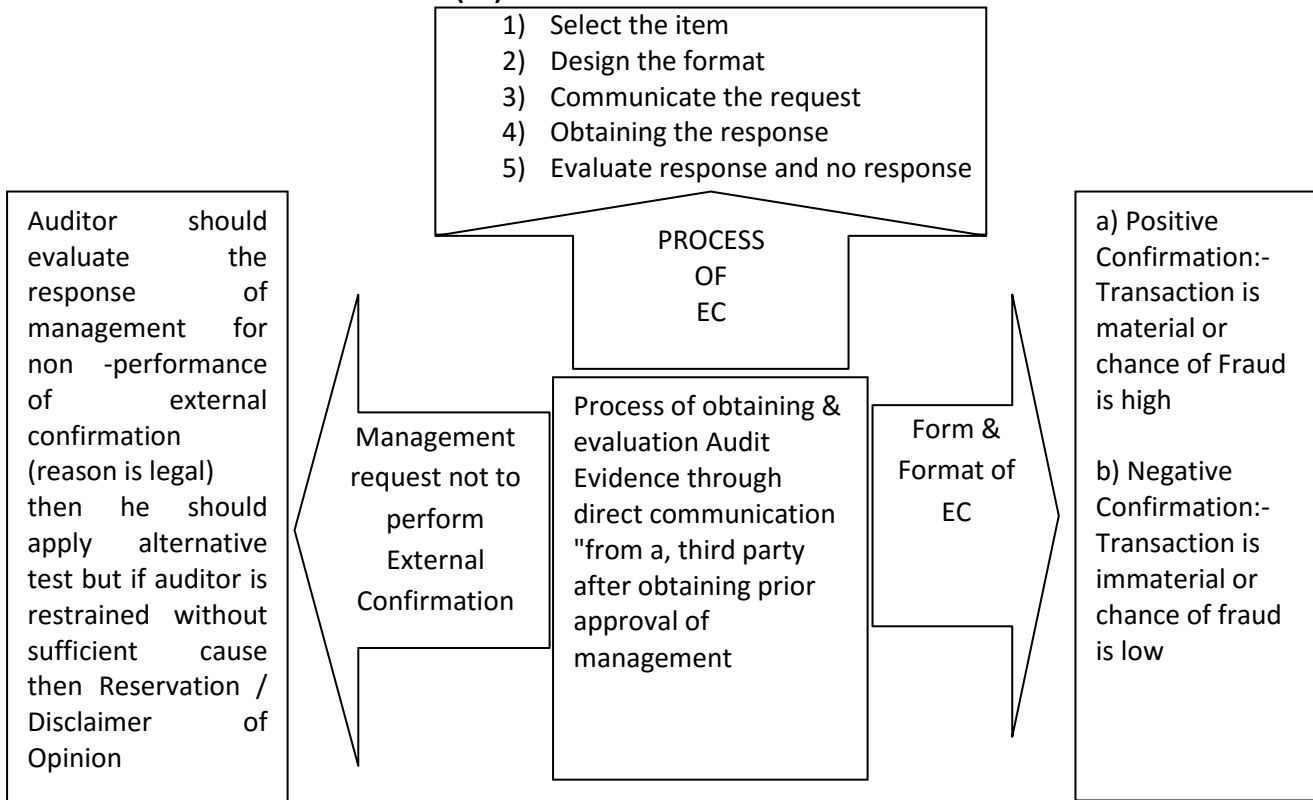 1) Select the item
2) Design the format
3) Communicate the request
4) Obtaining the response
5) Evaluate response and no response
PROCESS
OF
EC
Auditor should
evaluate the
response of
management for
non -performance
of external
confirmation
(reason is legal)
then he should
apply alternative
test but if auditor is
restrained without
sufficient cause
then Reservation /
Disclaimer of
Opinion
Management
request not to
perform
External
Confirmation
Process of obtaining &
evaluation Audit
Evidence through
direct communication
"from a, third party
after obtaining prior
approval of
management
Form &
Format of
EC
a) Positive
Confirmation:-
Transaction is
material or
chance of Fraud
is high
b) Negative
Confirmation:-
Transaction is
immaterial or
chance of fraud
is low